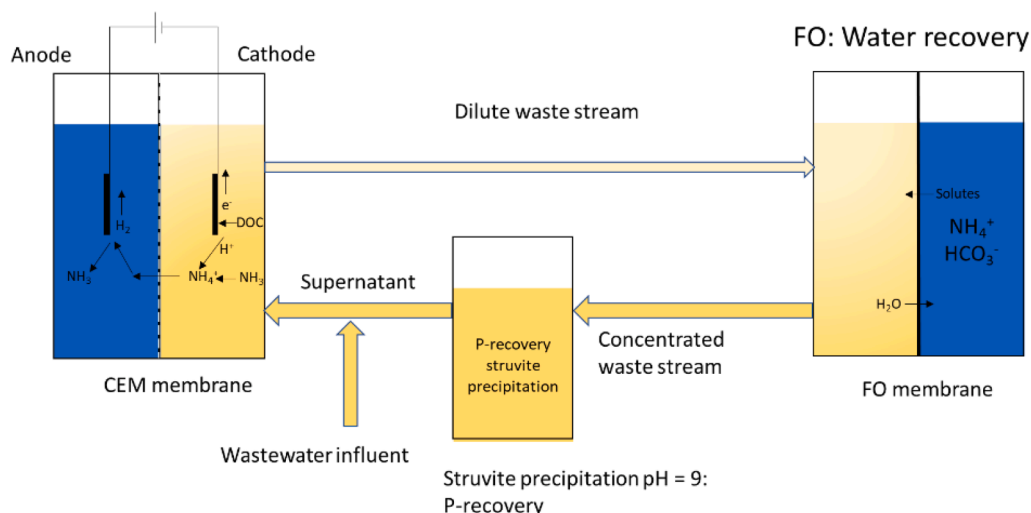 Anode
Cathode
FO: Water recovery
Dilute waste stream
e-
DOC
H2
H+
NH3
NH4+
NH3
CEM membrane
Supernatant
Wastewater influent
P-recovery
struvite
precipitation
Struvite precipitation pH = 9:
P-recovery
Concentrated
waste stream
Solutes
NH4+
HCO3-
H2O
FO membrane